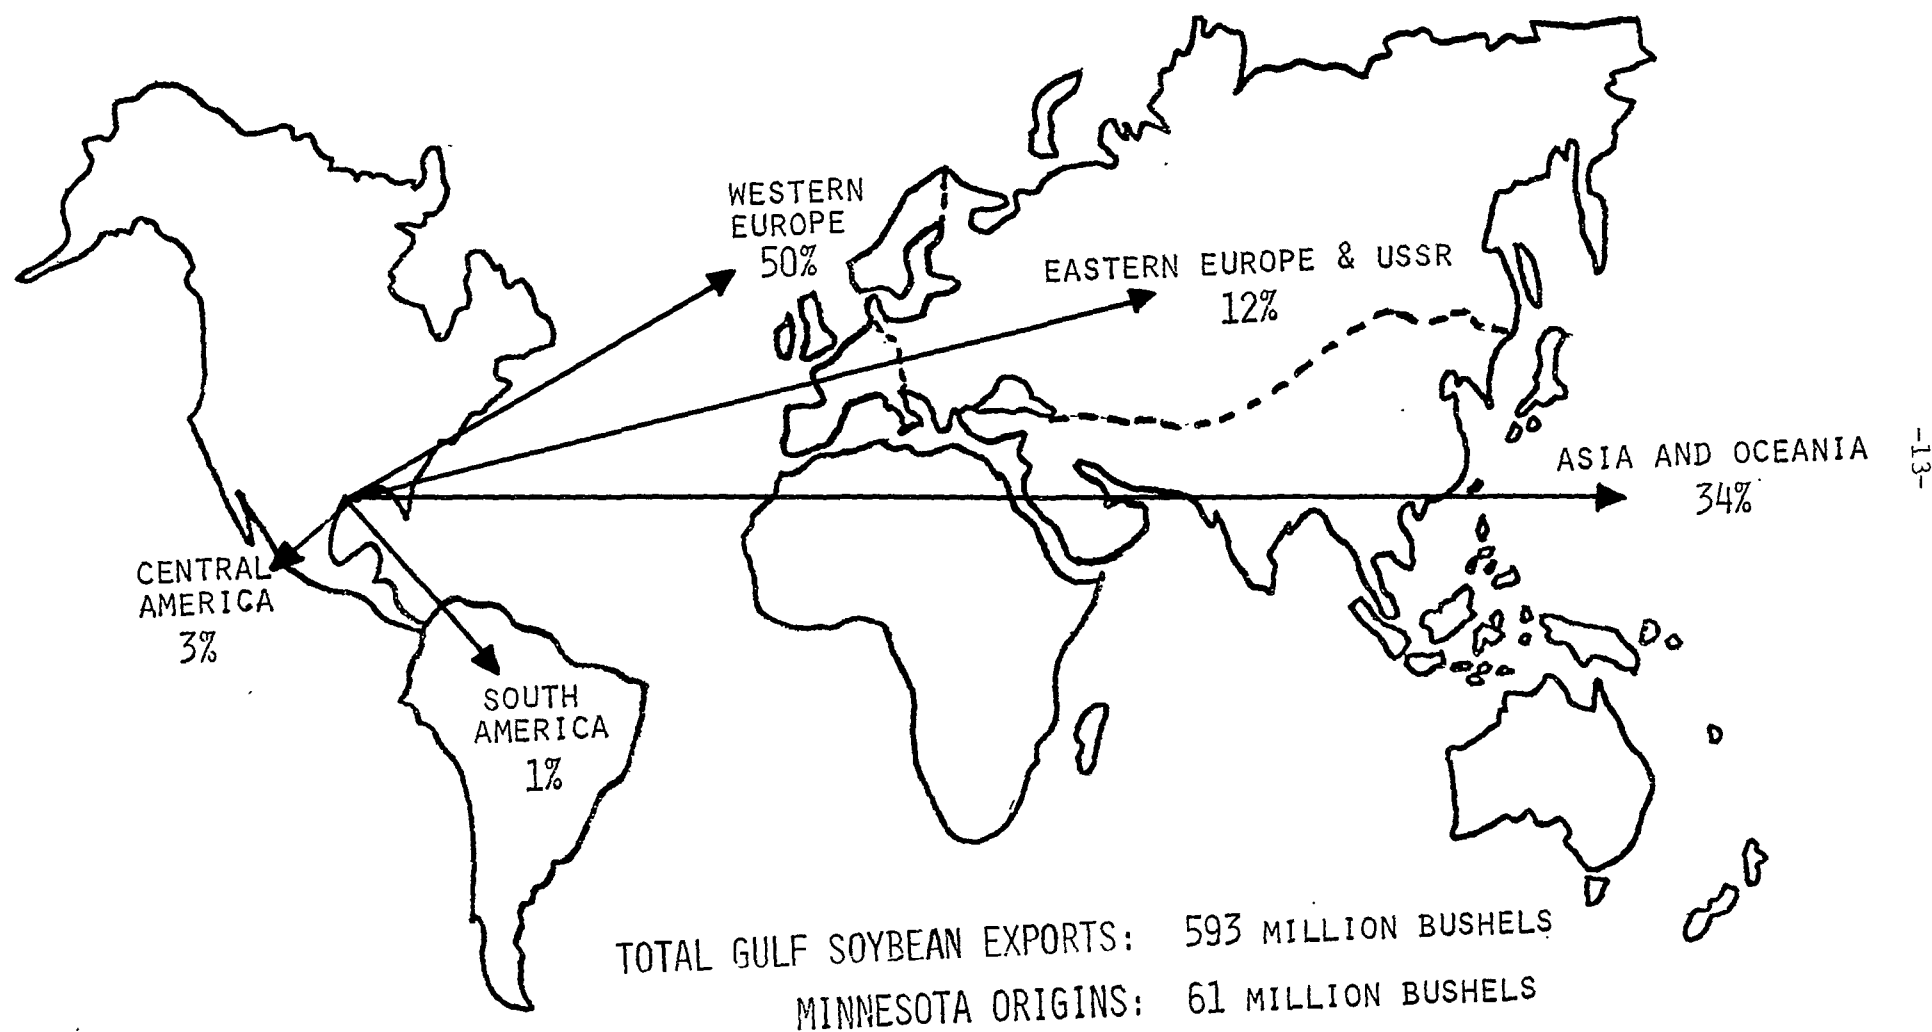 WESTERN
EUROPE
50%
EASTERN EUROPE & USSR
12%
ASIA AND OCEANIA
34%
-13-
CENTRAL
AMERICA
3%
SOUTH
AMERICA
1%
TOTAL GULF SOYBEAN EXPORTS: 593 MILLION BUSHELS
MINNESOTA ORIGINS: 61 MILLION BUSHELS